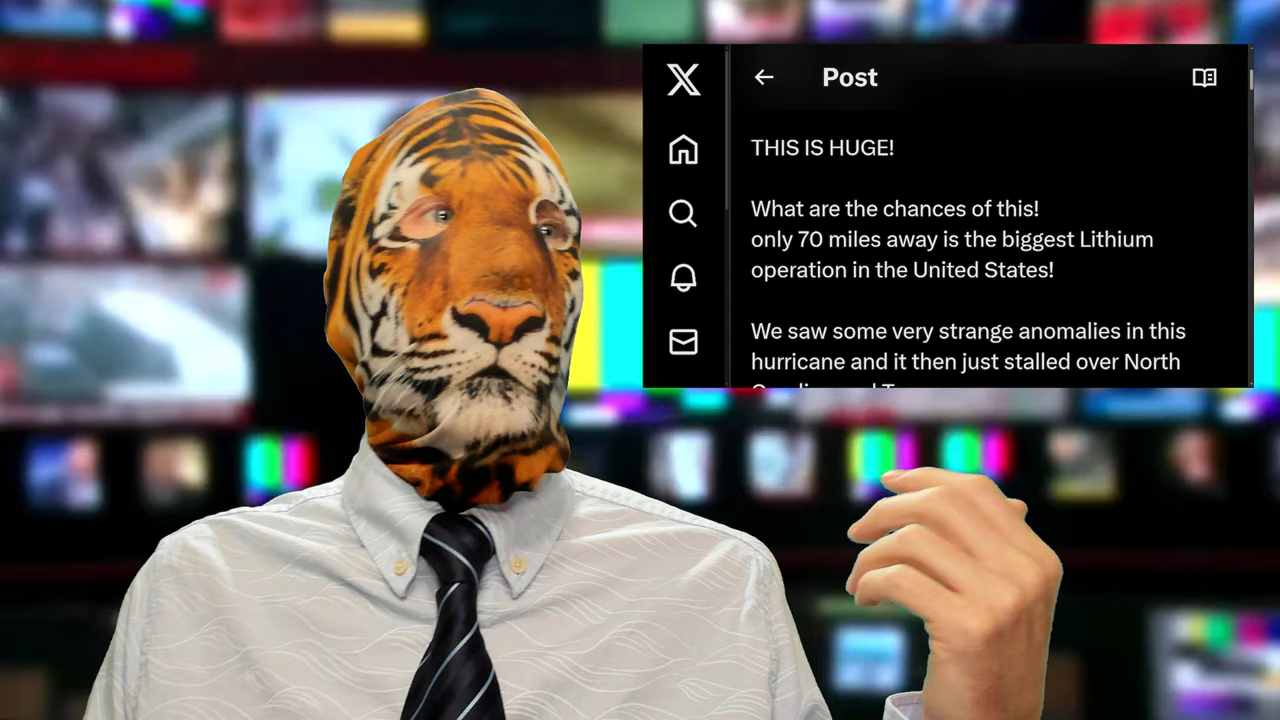 Post
THIS IS HUGE!
What are the chances of this!
only 70 miles away is the biggest Lithium
operation in the United States!
We saw some very strange anomalies in this
hurricane and it then just stalled over North